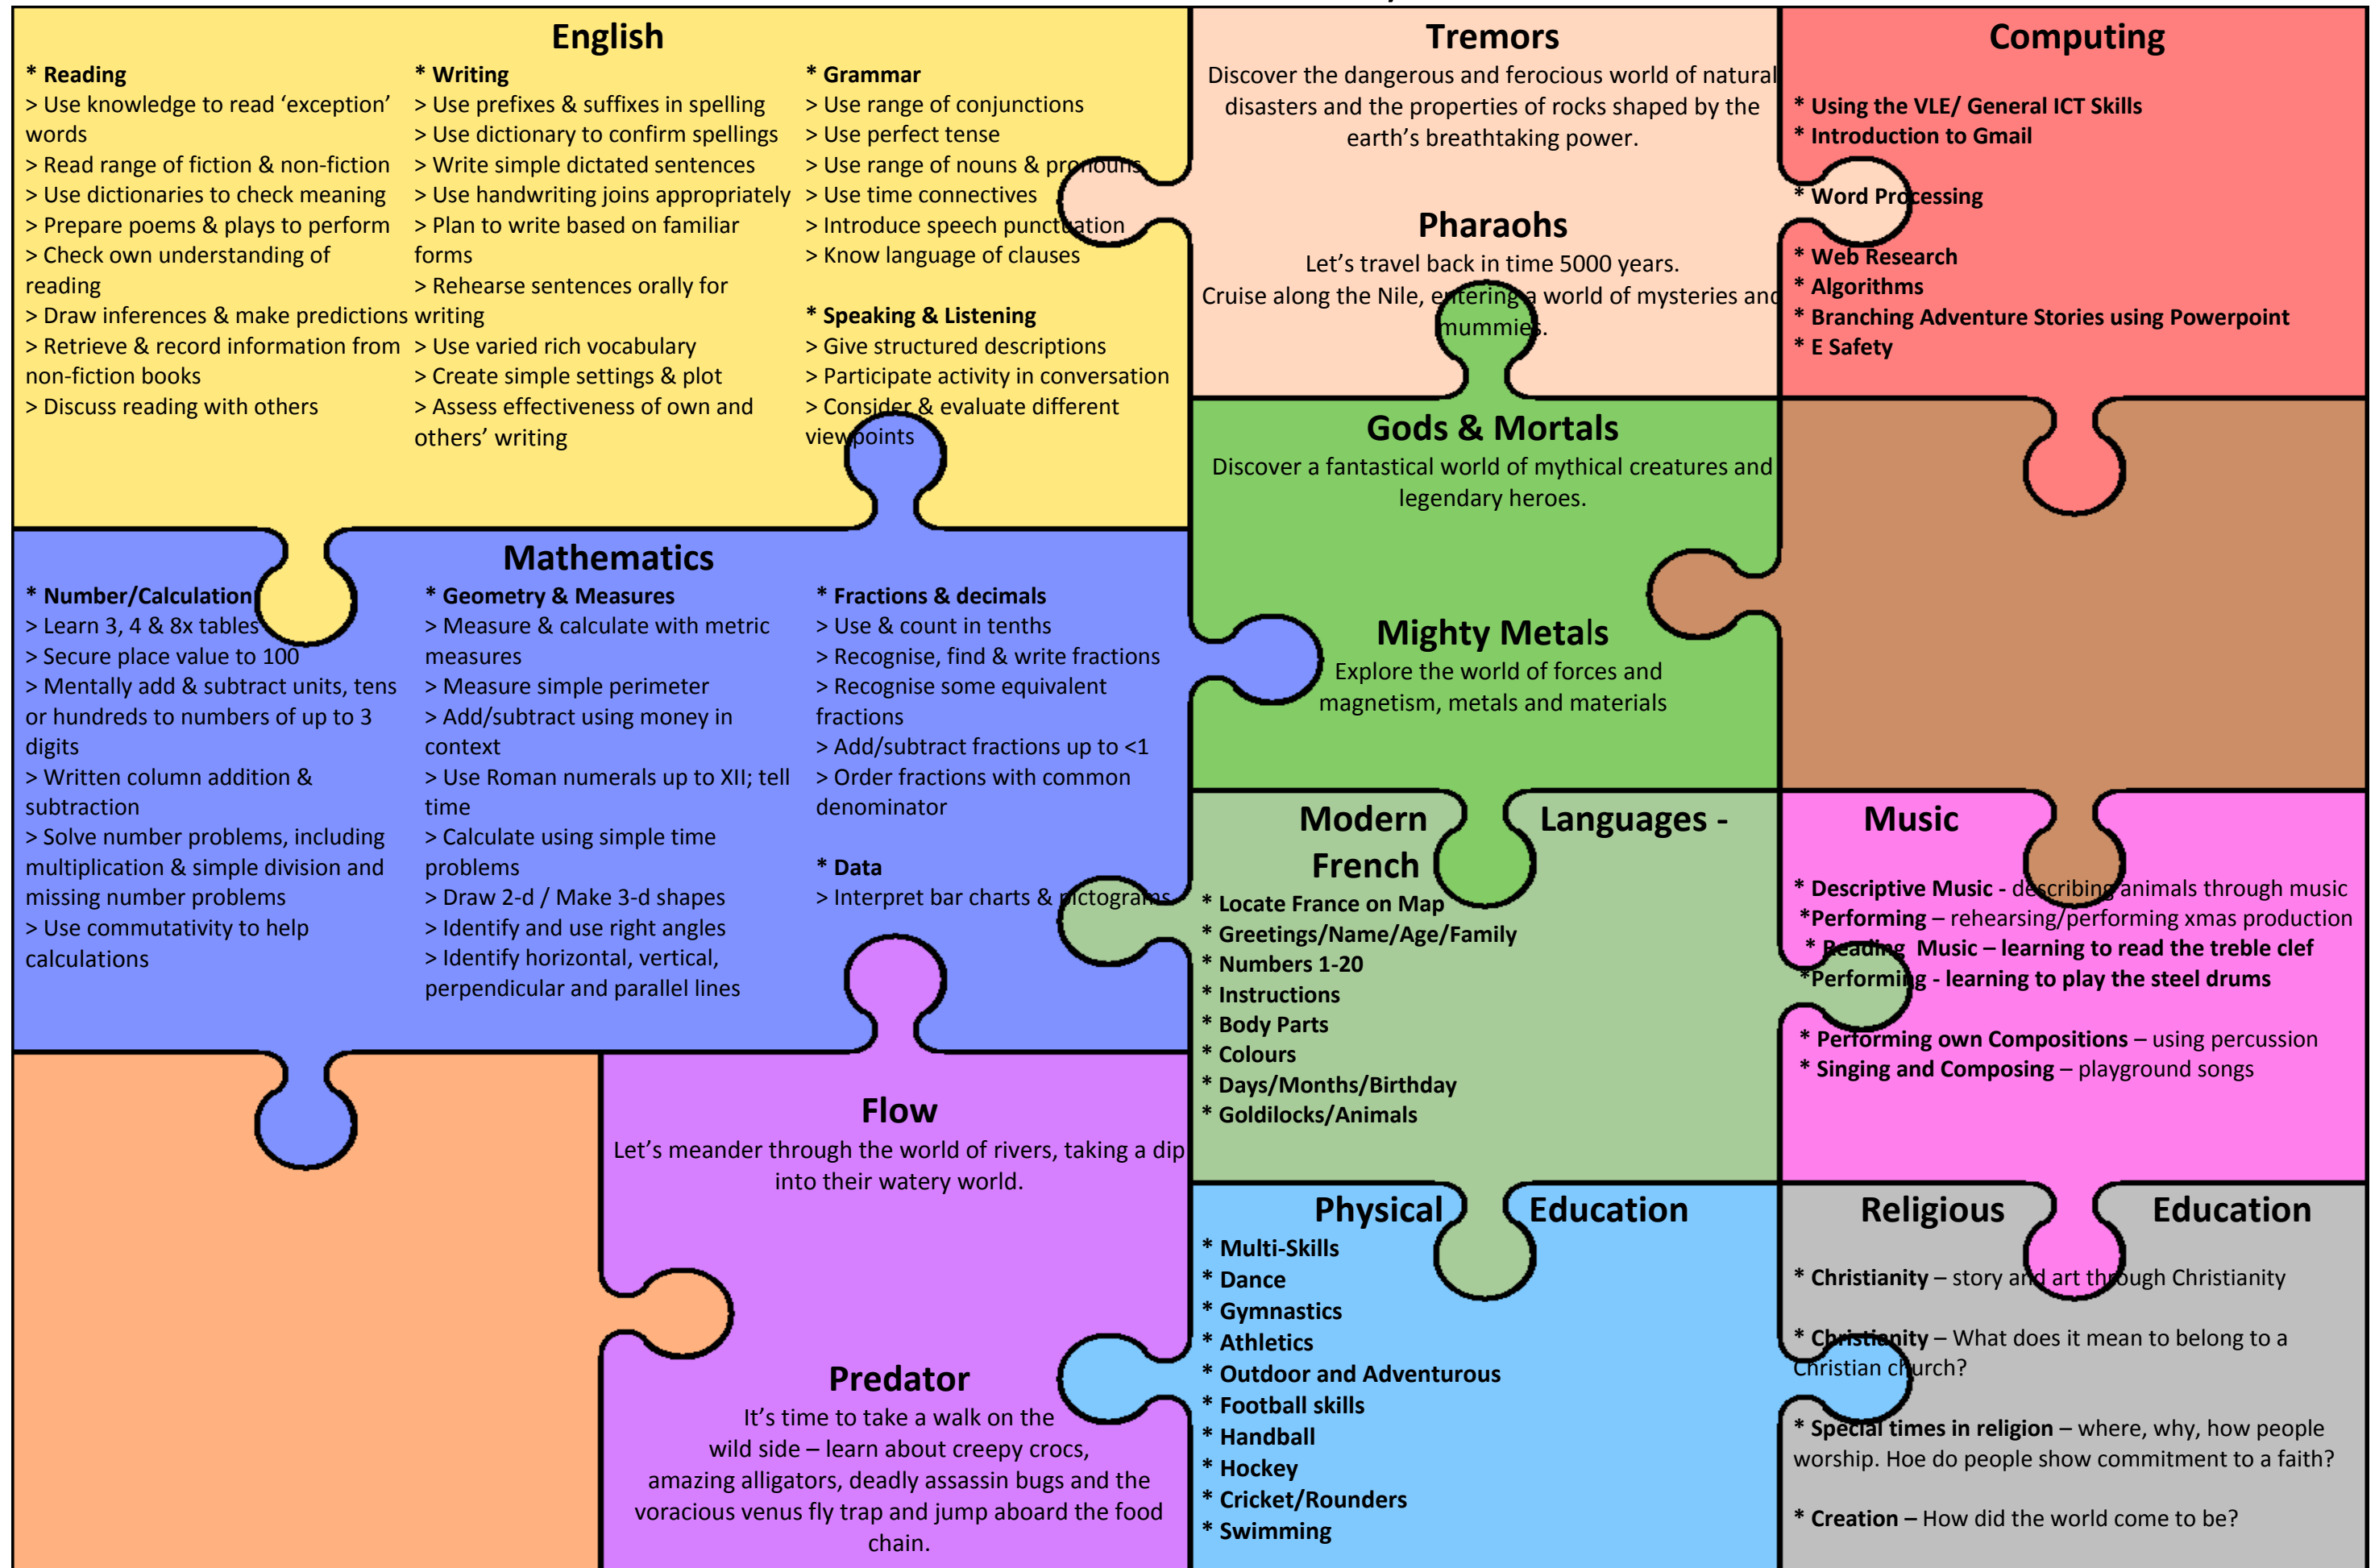 English
* Reading
> Use knowledge to read ‘exception’
words
> Read range of fiction & non-fiction
> Use dictionaries to check meaning
> Prepare poems & plays to perform
> Check own understanding of
reading
> Draw inferences & make predictions
> Retrieve & record information from
non-fiction books
> Discuss reading with others
* Writing
> Use prefixes & suffixes in spelling
> Use dictionary to confirm spellings
> Write simple dictated sentences
> Use handwriting joins appropriately
> Plan to write based on familiar
forms
> Rehearse sentences orally for
writing
> Use varied rich vocabulary
> Create simple settings & plot
> Assess effectiveness of own and
others’ writing
* Grammar
> Use range of conjunctions
> Use perfect tense
> Use range of nouns & pronouns
> Use time connectives
> Introduce speech punctuation
> Know language of clauses
* Speaking & Listening
> Give structured descriptions
> Participate activity in conversation
> Consider & evaluate different
viewpoints
Tremors
Discover the dangerous and ferocious world of natural
disasters and the properties of rocks shaped by the
earth’s breathtaking power.
Pharaohs
Let’s travel back in time 5000 years.
Cruise along the Nile, entering a world of mysteries and
mummies.
Computing
* Using the VLE/ General ICT Skills
* Introduction to Gmail
* Word Processing
* Web Research
* Algorithms
* Branching Adventure Stories using Powerpoint
* E Safety
Gods & Mortals
Discover a fantastical world of mythical creatures and
legendary heroes.
Mighty Metals
Explore the world of forces and
magnetism, metals and materials
Mathematics
* Number/Calculation
> Learn 3, 4 & 8x tables
> Secure place value to 100
> Mentally add & subtract units, tens
or hundreds to numbers of up to 3
digits
> Written column addition &
subtraction
> Solve number problems, including
multiplication & simple division and
missing number problems
> Use commutativity to help
calculations
* Geometry & Measures
> Measure & calculate with metric
measures
> Measure simple perimeter
> Add/subtract using money in
context
> Use Roman numerals up to XII; tell
time
> Calculate using simple time
problems
> Draw 2-d / Make 3-d shapes
> Identify and use right angles
> Identify horizontal, vertical,
perpendicular and parallel lines
* Fractions & decimals
> Use & count in tenths
> Recognise, find & write fractions
> Recognise some equivalent
fractions
> Add/subtract fractions up to <1
> Order fractions with common
denominator
* Data
> Interpret bar charts & pictograms
Modern Languages -
French
* Locate France on Map
* Greetings/Name/Age/Family
* Numbers 1-20
* Instructions
* Body Parts
* Colours
* Days/Months/Birthday
* Goldilocks/Animals
Music
* Descriptive Music - describing animals through music
*Performing – rehearsing/performing xmas production
* Reading Music – learning to read the treble clef
*Performing - learning to play the steel drums
* Performing own Compositions – using percussion
* Singing and Composing – playground songs
Flow
Let’s meander through the world of rivers, taking a dip
into their watery world.
Predator
It’s time to take a walk on the
wild side – learn about creepy crocs,
amazing alligators, deadly assassin bugs and the
voracious venus fly trap and jump aboard the food
chain.
Physical Education
* Multi-Skills
* Dance
* Gymnastics
* Athletics
* Outdoor and Adventurous
* Football skills
* Handball
* Hockey
* Cricket/Rounders
* Swimming
Religious Education
* Christianity – story and art through Christianity
* Christianity – What does it mean to belong to a
Christian church?
* Special times in religion – where, why, how people
worship. Hoe do people show commitment to a faith?
* Creation – How did the world come to be?